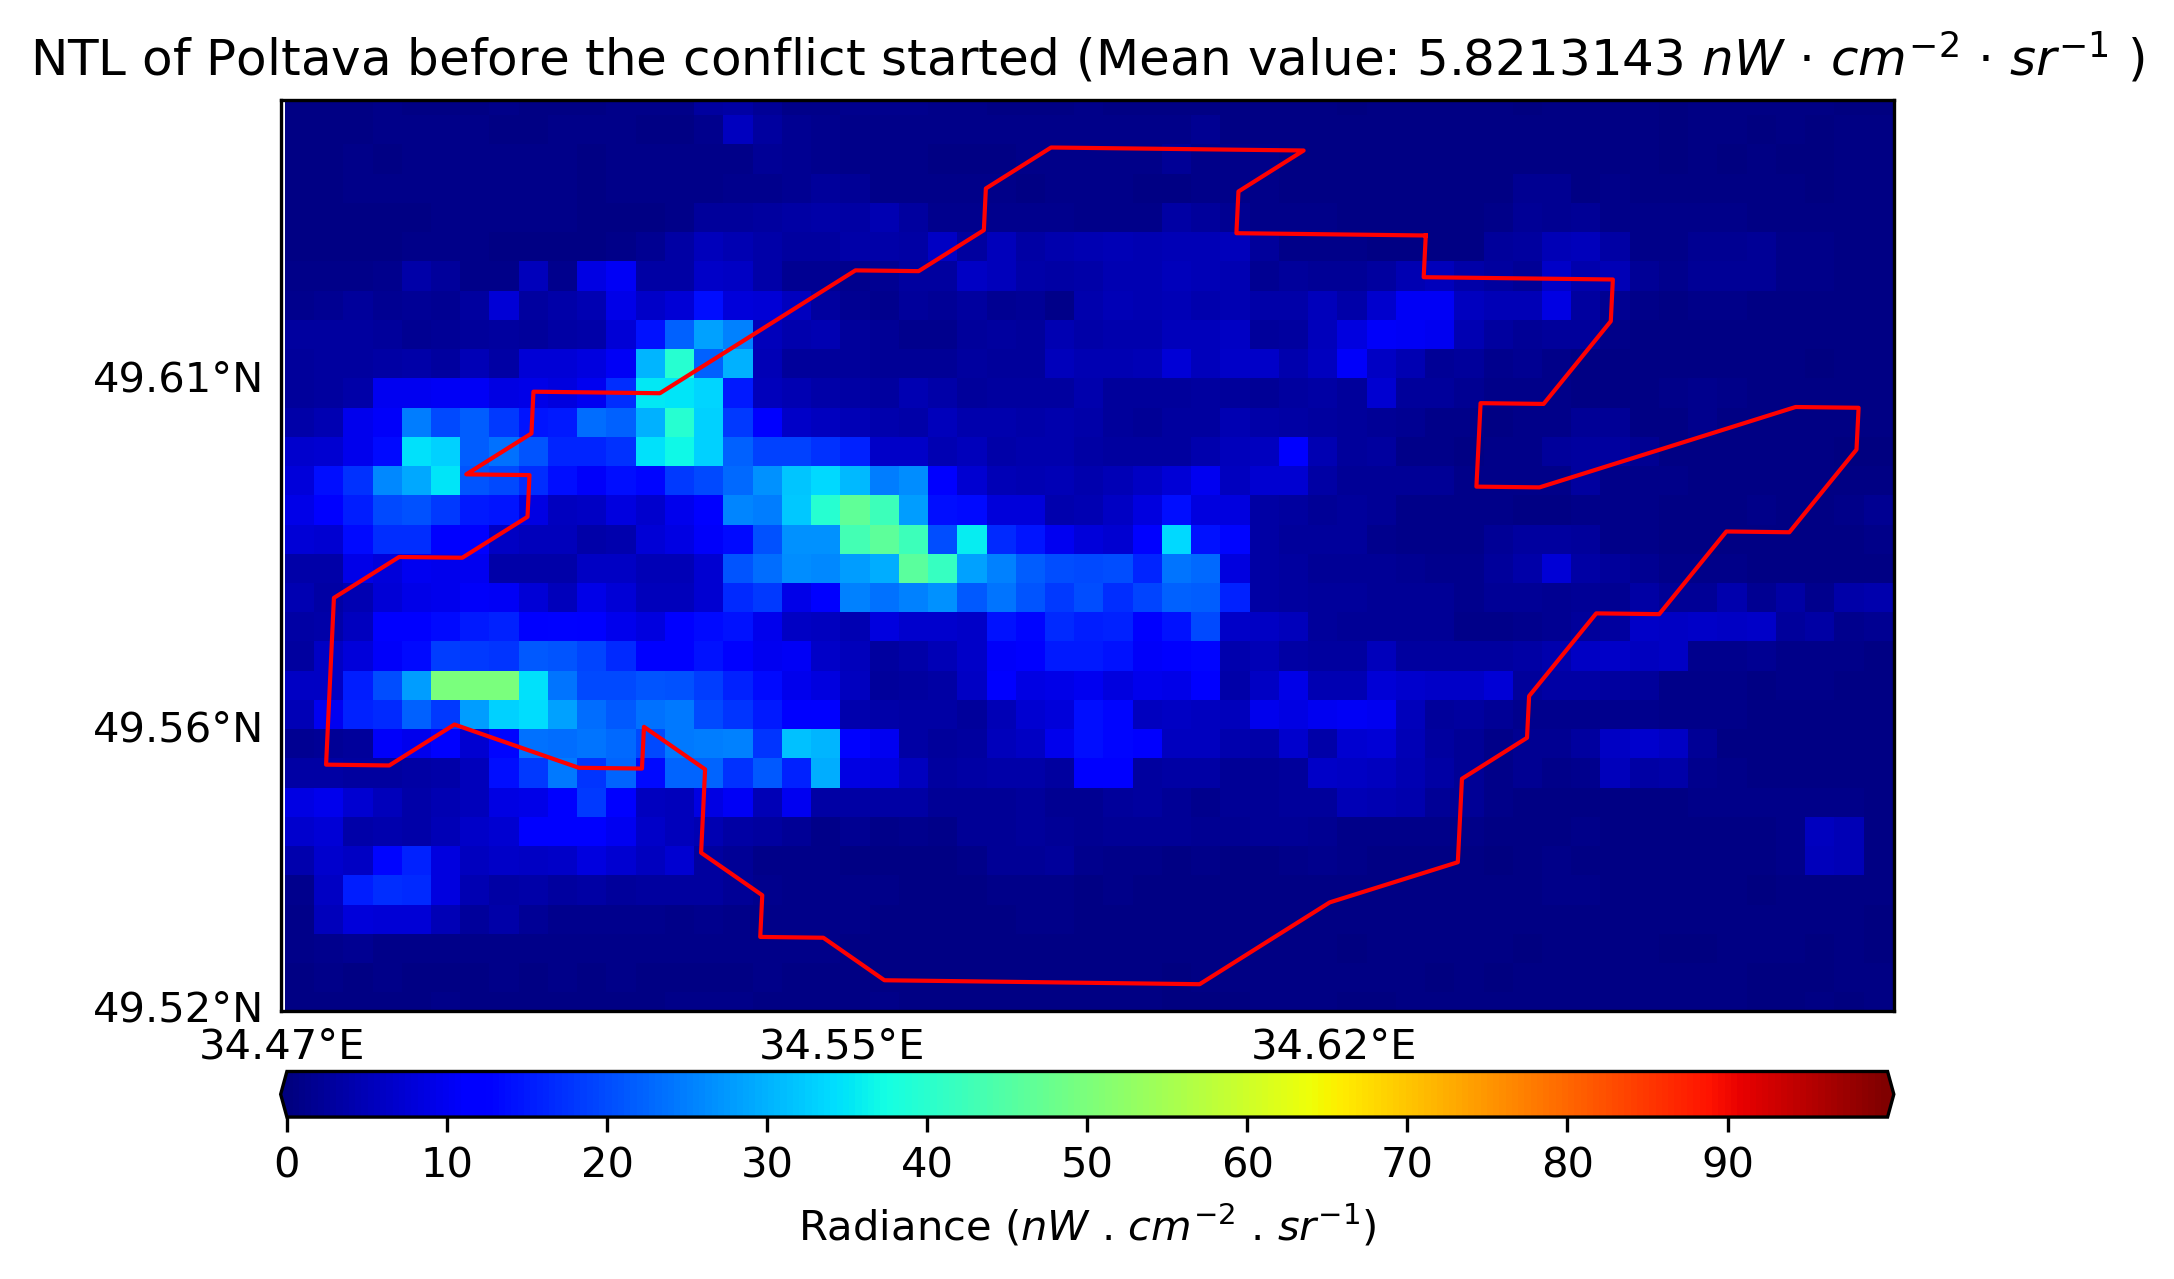 NTL of Poltava before the conflict started (Mean value: 5.8213143 nW · cm⁻² · sr⁻¹ )
49.61°N
49.56°N
49.52°N
34.47°E 34.55°E 34.62°E
0 10 20 30 40 50 60 70 80 90
Radiance (nW . cm⁻² . sr⁻¹)